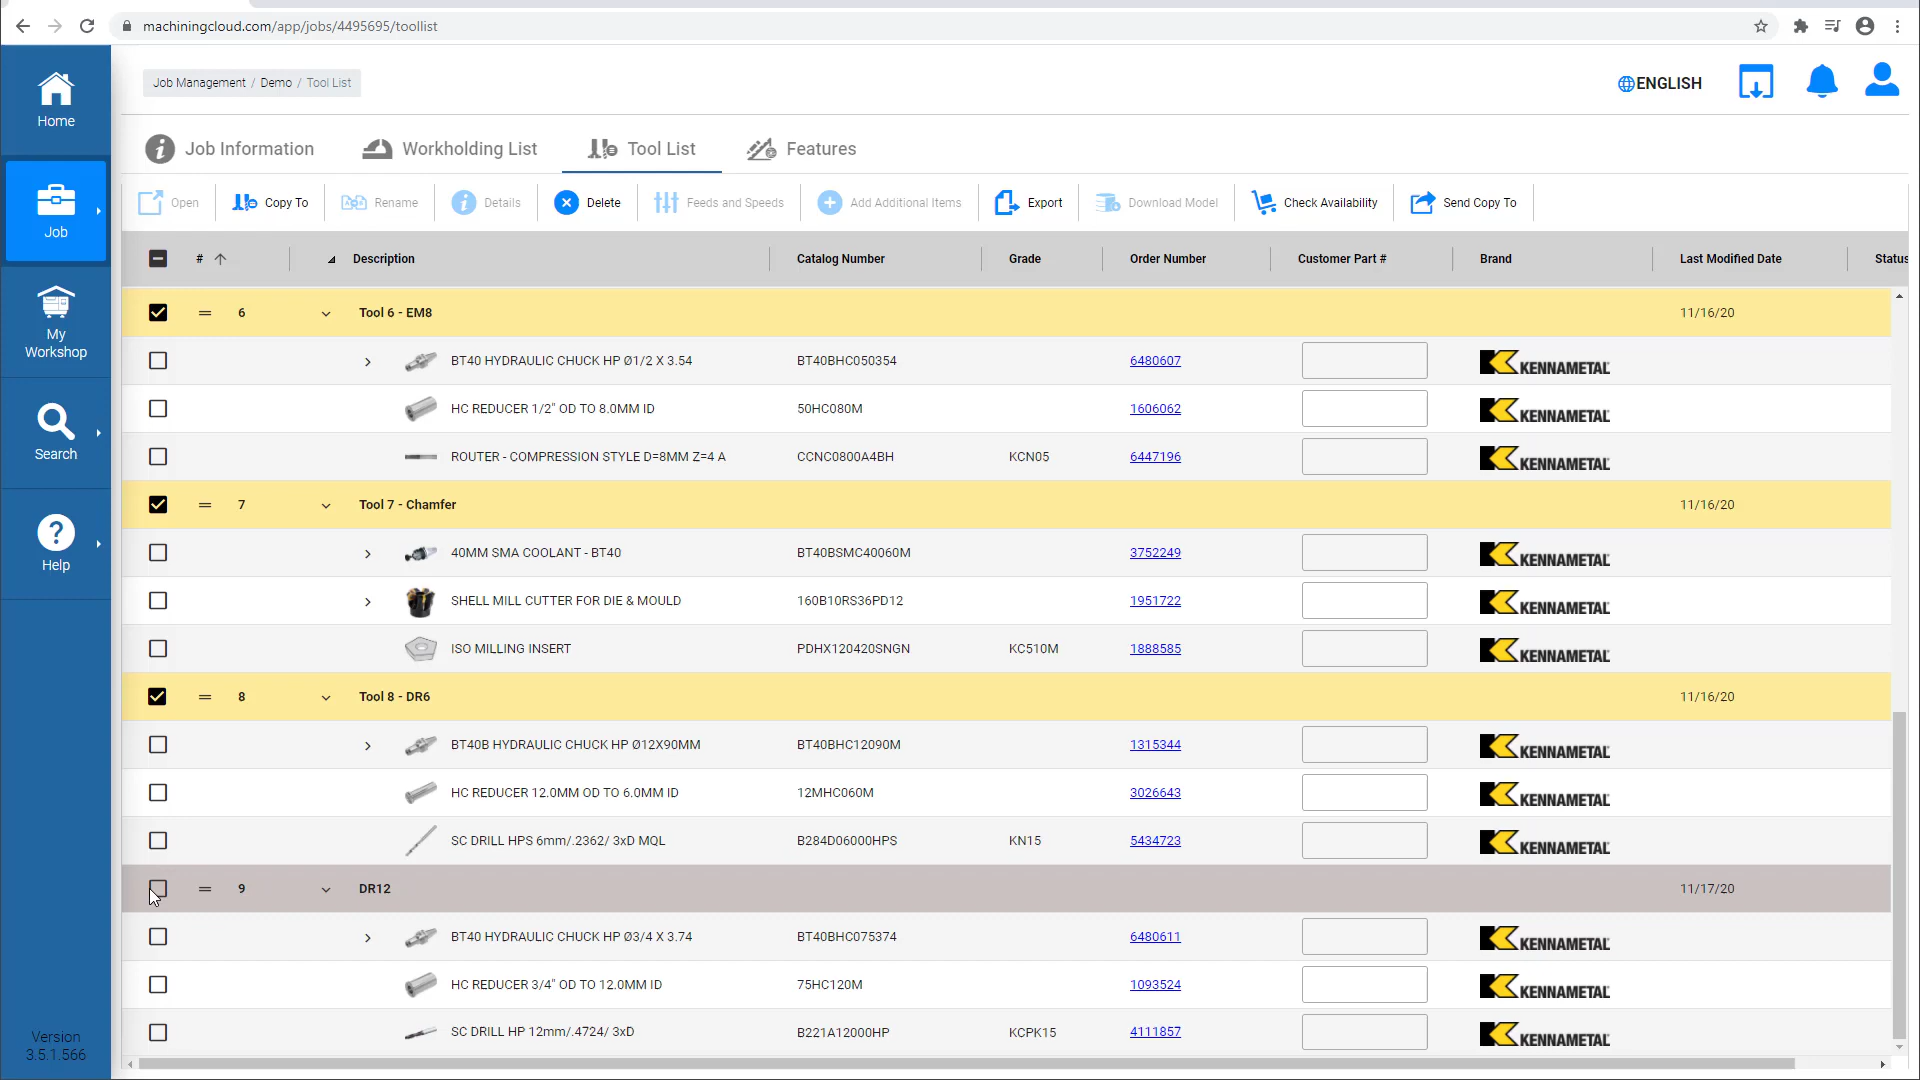 machiningcloud.com/app/jobs/4495695/toollist
Job Management / Demo / Tool List
ENGLISH
Home
Job
My Workshop
Search
Help
Version
3.5.1.566
Job Information Workholding List Tool List Features
Open Copy To Rename Details Delete Feeds and Speeds Add Additional Items Export Download Model Check Availability Send Copy To
# Description Catalog Number Grade Order Number Customer Part # Brand Last Modified Date Status
6 Tool 6 - EM8 11/16/20
BT40 HYDRAULIC CHUCK HP Ø1/2 X 3.54 BT40BHC050354 6480607 KENNAMETAL
HC REDUCER 1/2" OD TO 8.0MM ID 50HC080M 1606062 KENNAMETAL
ROUTER - COMPRESSION STYLE D=8MM Z=4 A CCNC0800A4BH KCN05 6447196 KENNAMETAL
7 Tool 7 - Chamfer 11/16/20
40MM SMA COOLANT - BT40 BT40BSMC40060M 3752249 KENNAMETAL
SHELL MILL CUTTER FOR DIE & MOULD 160B10RS36PD12 1951722 KENNAMETAL
ISO MILLING INSERT PDHX120420SNGN KC510M 1888585 KENNAMETAL
8 Tool 8 - DR6 11/16/20
BT40B HYDRAULIC CHUCK HP Ø12X90MM BT40BHC12090M 1315344 KENNAMETAL
HC REDUCER 12.0MM OD TO 6.0MM ID 12MHC060M 3026643 KENNAMETAL
SC DRILL HPS 6mm/.2362/ 3xD MQL B284D06000HPS KN15 5434723 KENNAMETAL
9 DR12 11/17/20
BT40 HYDRAULIC CHUCK HP Ø3/4 X 3.74 BT40BHC075374 6480611 KENNAMETAL
HC REDUCER 3/4" OD TO 12.0MM ID 75HC120M 1093524 KENNAMETAL
SC DRILL HP 12mm/.4724/ 3xD B221A12000HP KCPK15 4111857 KENNAMETAL